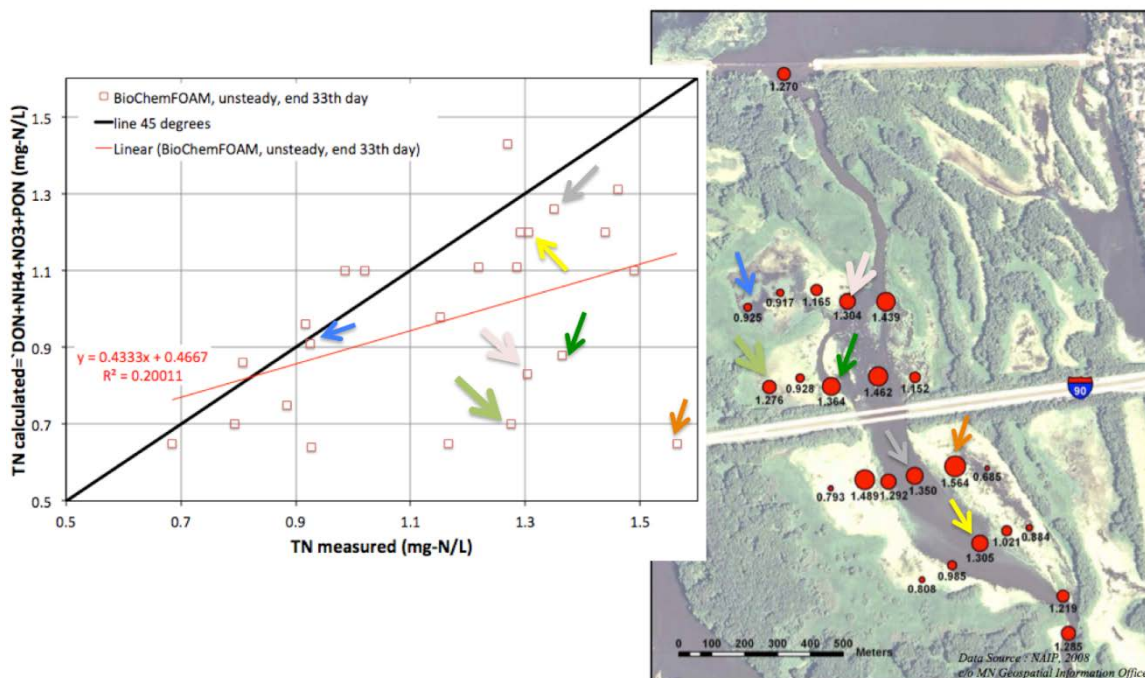 TN calculated=`DON+NH4+NO3+PON (mg-N/L)
1.5
1.3
1.1
0.9
0.7
0.5
BioChemFOAM, unsteady, end 33th day
line 45 degrees
Linear (BioChemFOAM, unsteady, end 33th day)
y = 0.4333x + 0.4667
R² = 0.20011
0.5 0.7 0.9 1.1 1.3 1.5
TN measured (mg-N/L)
1.270
0.925 0.917 1.165 1.304 1.439
1.276 0.928 1.364 1.462 1.152
90
0.793 1.489 1.292 1.350 1.564 0.685
1.305 1.021 0.884
0.808 0.985
1.219
1.285
0 100 200 300 400 500
Meters
Data Source : NAIP, 2008
c/o MN Geospatial Information Office